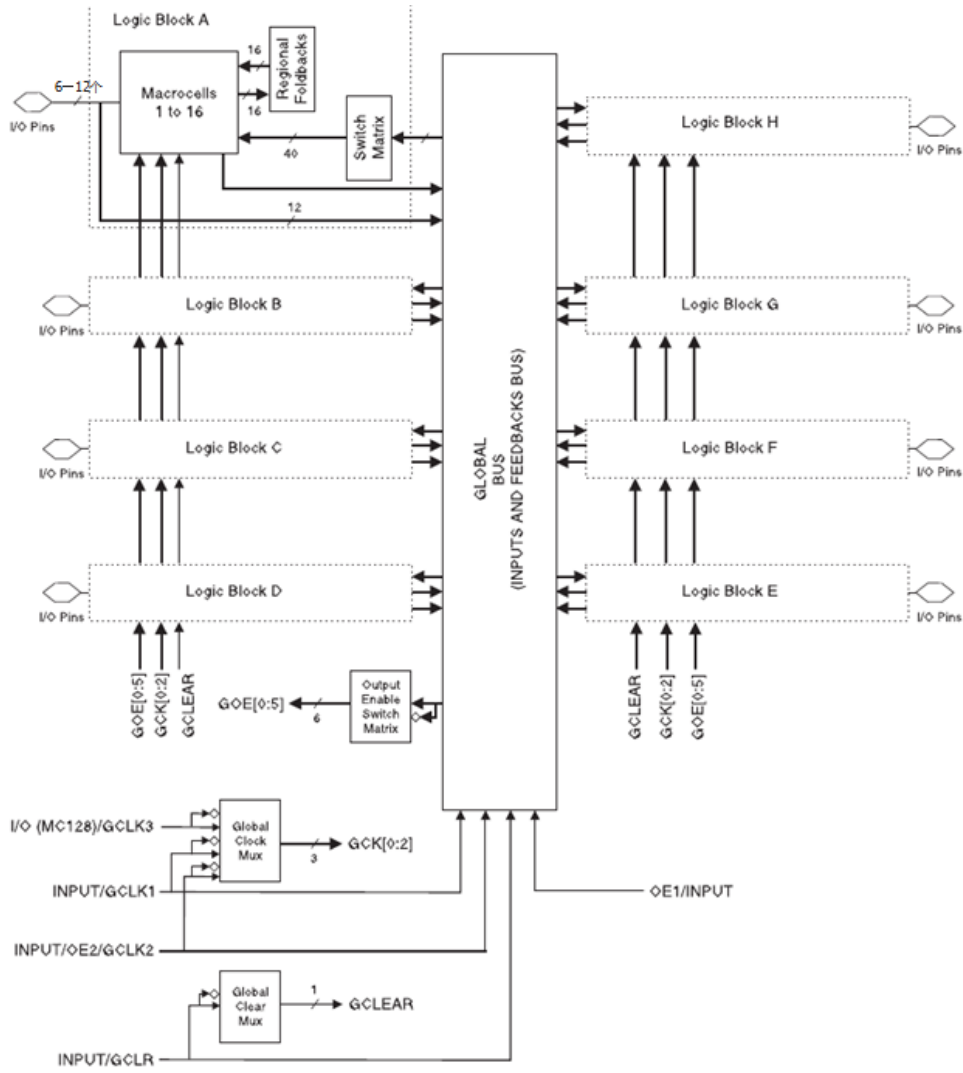 Logic Block A
6—12个
I/O Pins
Macrocells
1 to 16
16
16
Regional
Foldbacks
40
Switch
Matrix
12
Logic Block H
I/O Pins
Logic Block B
I/O Pins
Logic Block G
I/O Pins
Logic Block C
I/O Pins
Logic Block F
I/O Pins
Logic Block D
I/O Pins
Logic Block E
I/O Pins
GLOBAL
BUS
(INPUTS AND FEEDBACKS BUS)
GOE[0:5]
GCK[0:2]
GCLEAR
GCLEAR
GCK[0:2]
GOE[0:5]
GOE[0:5]
6
Output
Enable
Switch
Matrix
I/O (MC128)/GCLK3
Global
Clock
Mux
3
GCK[0:2]
INPUT/GCLK1
OE1/INPUT
INPUT/OE2/GCLK2
Global
Clear
Mux
1
GCLEAR
INPUT/GCLR